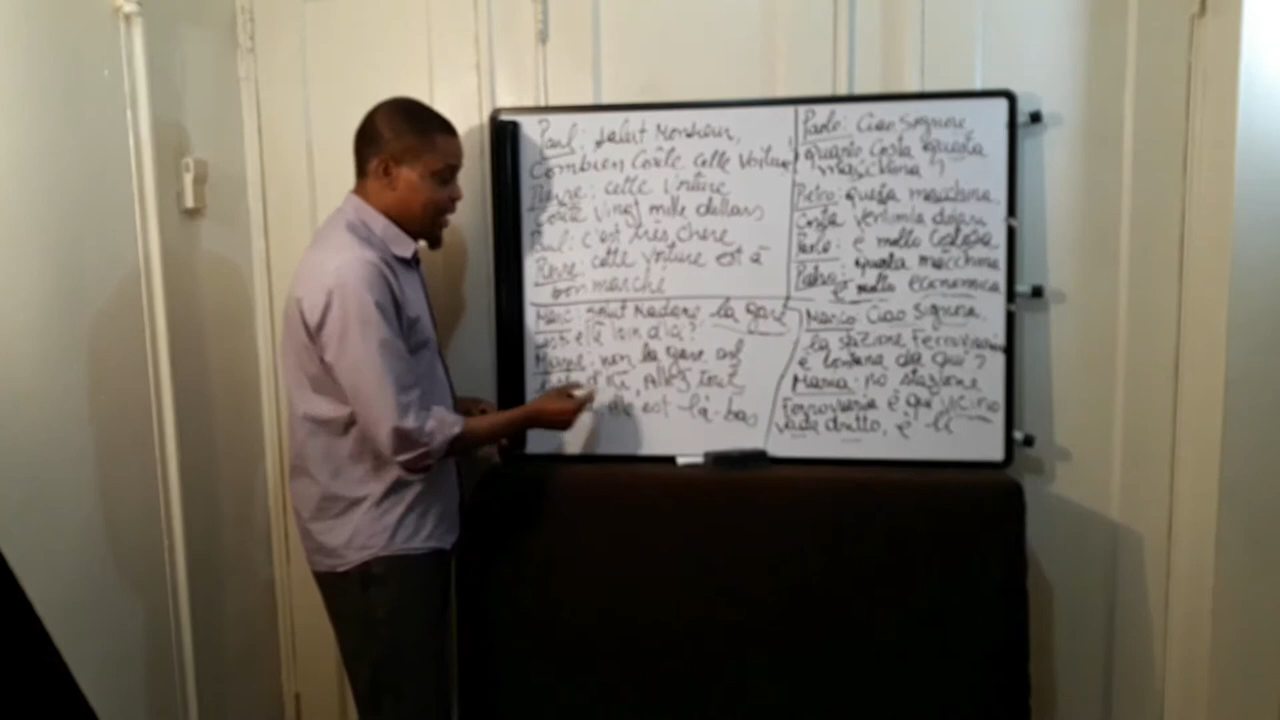 Paul: salut Monsieur,
Combien Coûte cette voiture
Pierre: cette voiture
Coûte vingt mille dollars
Paul: c'est très chère
Pierre: cette voiture est à
bon marché
Marc: salut Madame la gare
est-elle loin d'ici?
Marie: non la gare est
d'ici, Allez tout
elle est là-bas
Paolo: Ciao Signore,
quanto Costa questa
macchina?
Pietro: questa macchina
Costa ventimila dolari
Paolo: è molto Costosa
Pietro: questa macchina
è molto economica
Marco: Ciao Signora,
la stazione Ferroviaria
è lontana da qui?
Maria: no stazione
Ferroviaria è qui vicino
vade dritto, è lì